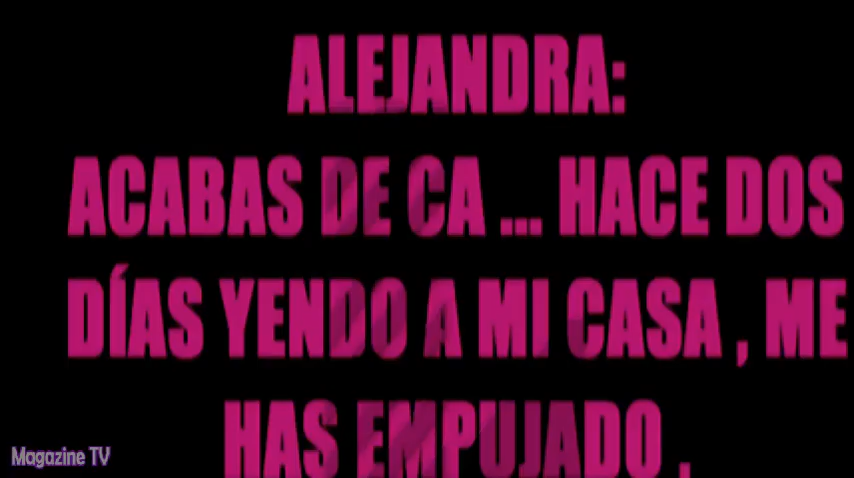 ALEJANDRA:
ACABAS DE CA ... HACE DOS
DÍAS YENDO A MI CASA , ME
HAS EMPUJADO .
Magazine TV